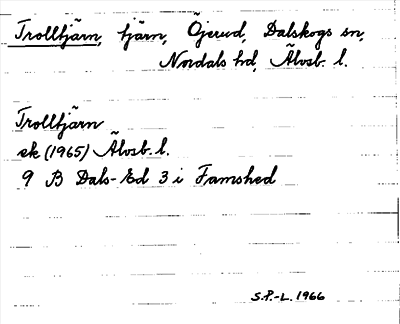 Trolltjärn, tjärn, Öjerud, Dalskogs sn,
Nordals hd, Älvsb. l.
Trolltjärn
ek (1965) Älvsb. l.
9 B Dals-Ed 3 i Famshed
S.P.-L. 1966